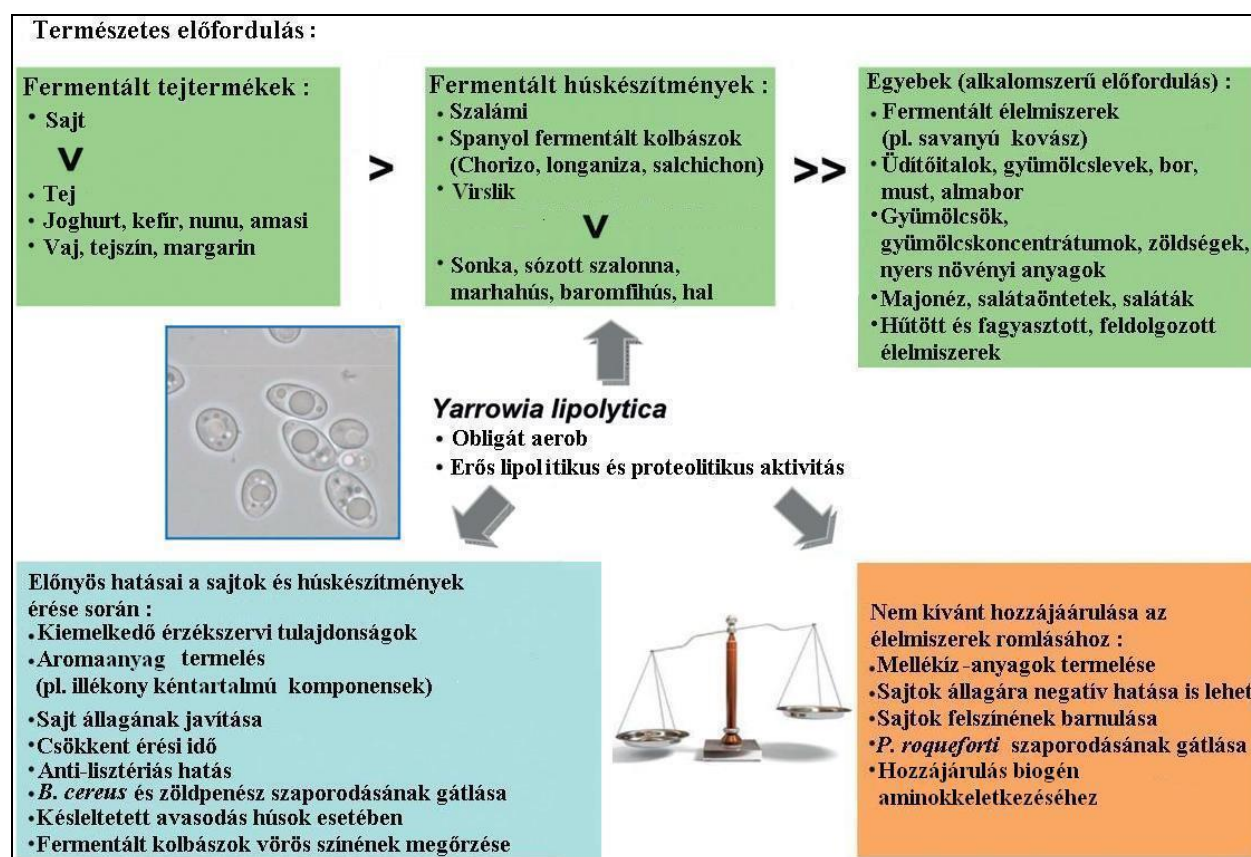 Természetes előfordulás :
Fermentált tejtermékek :
• Sajt
V
• Tej
• Joghurt, kefír, nunu, amasi
• Vaj, tejszín, margarin
>
Fermentált húskészítmények :
• Szalámi
• Spanyol fermentált kolbászok
(Chorizo, longaniza, salchichon)
• Virslik
V
• Sonka, sózott szalonna,
marhahús, baromfihús, hal
>>
Egyebek (alkalomszerű előfordulás) :
• Fermentált élelmiszerek
(pl. savanyú kovász)
• Üdítőitalok, gyümölcslevek, bor,
must, almabor
• Gyümölcsök,
gyümölcskoncentrátumok, zöldségek,
nyers növényi anyagok
• Majonéz, salátaöntetek, saláták
• Hűtött és fagyasztott, feldolgozott
élelmiszerek
Yarrowia lipolytica
• Obligát aerob
• Erős lipolitikus és proteolitikus aktivitás
Előnyös hatásai a sajtok és húskészítmények
érése során :
• Kiemelkedő érzékszervi tulajdonságok
• Aromaanyag termelés
(pl. illékony kéntartalmú komponensek)
• Sajt állagának javítása
• Csökkent érési idő
• Anti-lisztériás hatás
• B. cereus és zöldpenész szaporodásának gátlása
• Késleltetett avasodás húsok esetében
• Fermentált kolbászok vörös színének megőrzése
Nem kívánt hozzájáárulása az
élelmiszerek romlásához :
• Mellékíz -anyagok termelése
• Sajtok állagára negatív hatása is lehet
• Sajtok felszínének barnulása
• P. roqueforti szaporodásának gátlása
• Hozzájárulás biogén
aminokkeletkezéséhez